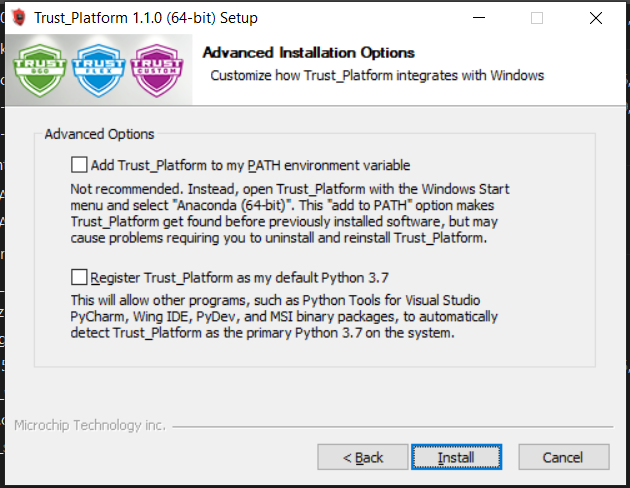 Trust_Platform 1.1.0 (64-bit) Setup
TRUST
GO
TRUST
FLEX
TRUST
CUSTOM
Advanced Installation Options
Customize how Trust_Platform integrates with Windows
Advanced Options
Add Trust_Platform to my PATH environment variable
Not recommended. Instead, open Trust_Platform with the Windows Start
menu and select "Anaconda (64-bit)". This "add to PATH" option makes
Trust_Platform get found before previously installed software, but may
cause problems requiring you to uninstall and reinstall Trust_Platform.
Register Trust_Platform as my default Python 3.7
This will allow other programs, such as Python Tools for Visual Studio
PyCharm, Wing IDE, PyDev, and MSI binary packages, to automatically
detect Trust_Platform as the primary Python 3.7 on the system.
Microchip Technology inc.
< Back
Install
Cancel